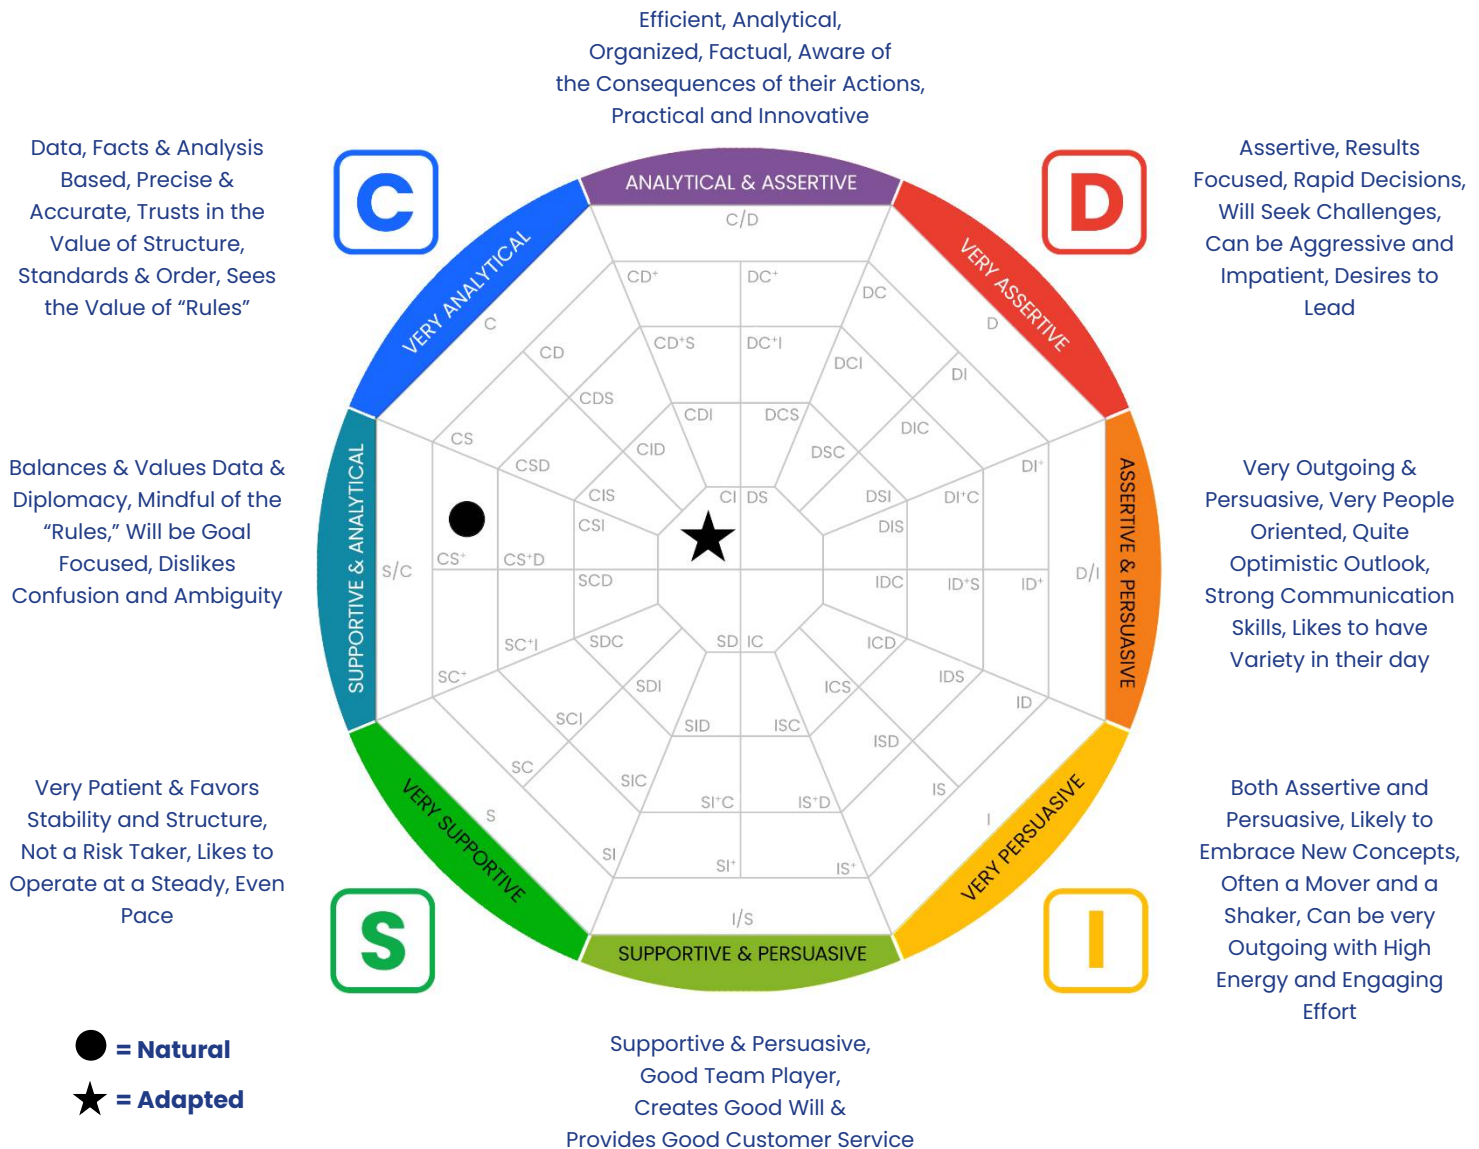 Efficient, Analytical,
Organized, Factual, Aware of
the Consequences of their Actions,
Practical and Innovative
Data, Facts & Analysis
Based, Precise &
Accurate, Trusts in the
Value of Structure,
Standards & Order, Sees
the Value of “Rules”
C
D
Assertive, Results
Focused, Rapid Decisions,
Will Seek Challenges,
Can be Aggressive and
Impatient, Desires to
Lead
ANALYTICAL & ASSERTIVE
VERY ANALYTICAL
VERY ASSERTIVE
C/D
CD⁺
DC⁺
DC
C
D
CD⁺S
DC⁺I
CD
DCI
DI
CDS
CDI
DCS
DIC
CS
CID
DSC
CSD
DI⁺
CIS
CI
DS
DSI
DI⁺C
CSI
DIS
CS⁺
CS⁺D
S/C
D/I
SCD
IDC
ID⁺S
ID⁺
SC⁺I
SDC
SD
IC
ICD
SC⁺
SDI
ICS
IDS
ID
SCI
SID
ISC
ISD
SC
SIC
IS
SI⁺C
IS⁺D
S
I
SI
SI⁺
IS⁺
I/S
Balances & Values Data &
Diplomacy, Mindful of the
“Rules,” Will be Goal
Focused, Dislikes
Confusion and Ambiguity
SUPPORTIVE & ANALYTICAL
ASSERTIVE & PERSUASIVE
Very Outgoing &
Persuasive, Very People
Oriented, Quite
Optimistic Outlook,
Strong Communication
Skills, Likes to have
Variety in their day
Very Patient & Favors
Stability and Structure,
Not a Risk Taker, Likes to
Operate at a Steady, Even
Pace
VERY SUPPORTIVE
VERY PERSUASIVE
Both Assertive and
Persuasive, Likely to
Embrace New Concepts,
Often a Mover and a
Shaker, Can be very
Outgoing with High
Energy and Engaging
Effort
S
I
SUPPORTIVE & PERSUASIVE
= Natural
= Adapted
Supportive & Persuasive,
Good Team Player,
Creates Good Will &
Provides Good Customer Service